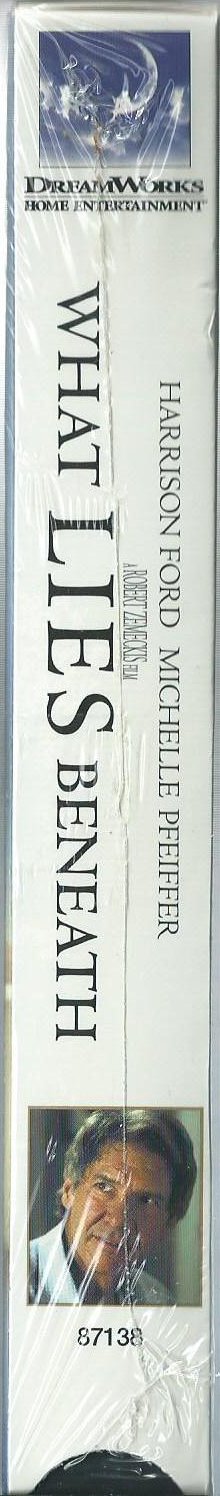 DREAMWORKS
HOME ENTERTAINMENT
HARRISON FORD MICHELLE PFEIFFER
A ROBERT ZEMECKIS FILM
WHAT LIES BENEATH
87138